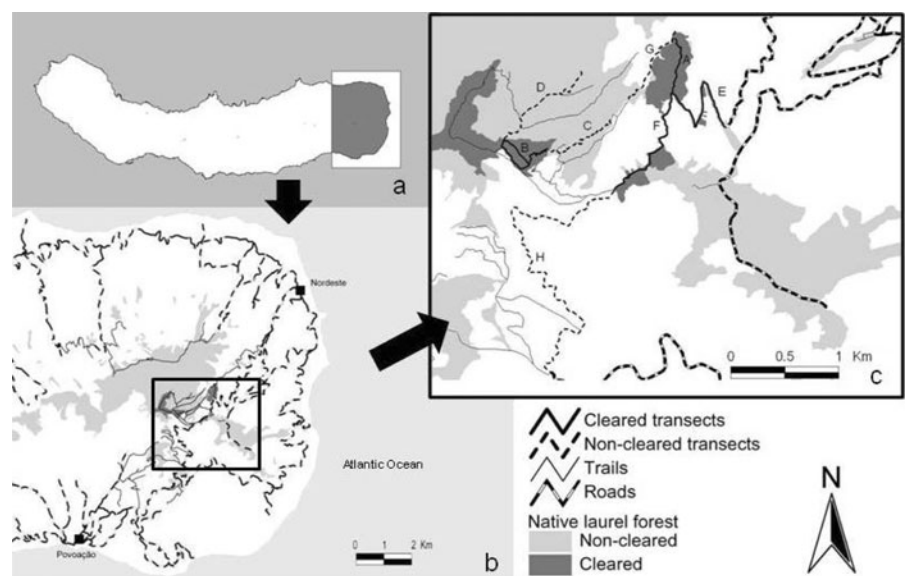 a
Nordeste
Atlantic Ocean
Povoação
0 1 2 Km
b
G
A
D
E
C
F
B
H
0 0.5 1 Km
c
Cleared transects
Non-cleared transects
Trails
Roads
Native laurel forest
Non-cleared
Cleared
N